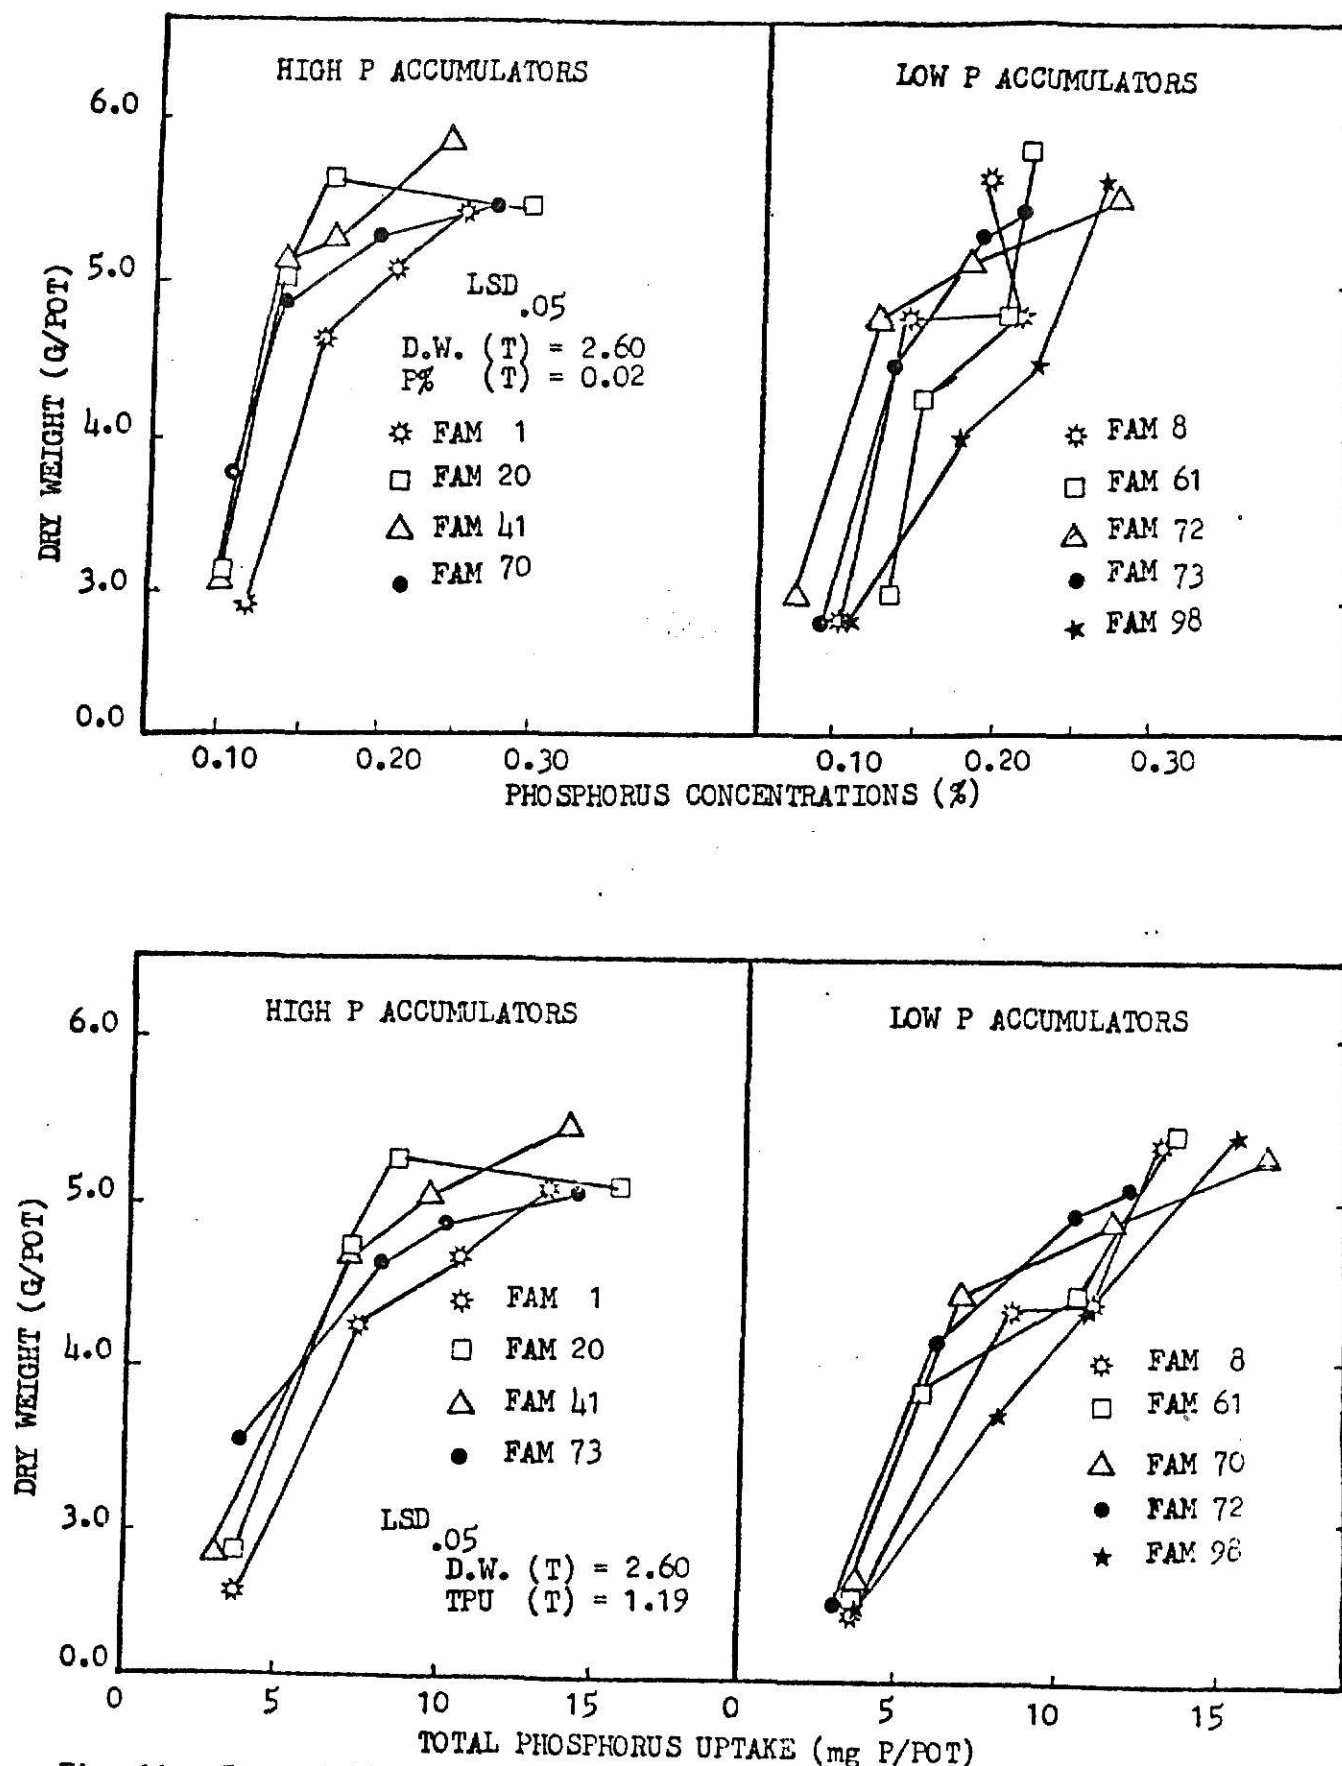 HIGH P ACCUMULATORS
LOW P ACCUMULATORS
6.0
5.0
4.0
3.0
0.0
DRY WEIGHT (G/POT)
LSD .05
D.W. (T) = 2.60
P% (T) = 0.02
FAM 1
FAM 20
FAM 41
FAM 70
FAM 8
FAM 61
FAM 72
FAM 73
FAM 98
0.10 0.20 0.30 0.10 0.20 0.30
PHOSPHORUS CONCENTRATIONS (%)
HIGH P ACCUMULATORS
LOW P ACCUMULATORS
6.0
5.0
4.0
3.0
0.0
DRY WEIGHT (G/POT)
FAM 1
FAM 20
FAM 41
FAM 73
LSD .05
D.W. (T) = 2.60
TPU (T) = 1.19
FAM 8
FAM 61
FAM 70
FAM 72
FAM 98
0 5 10 15 0 5 10 15
TOTAL PHOSPHORUS UPTAKE (mg P/POT)